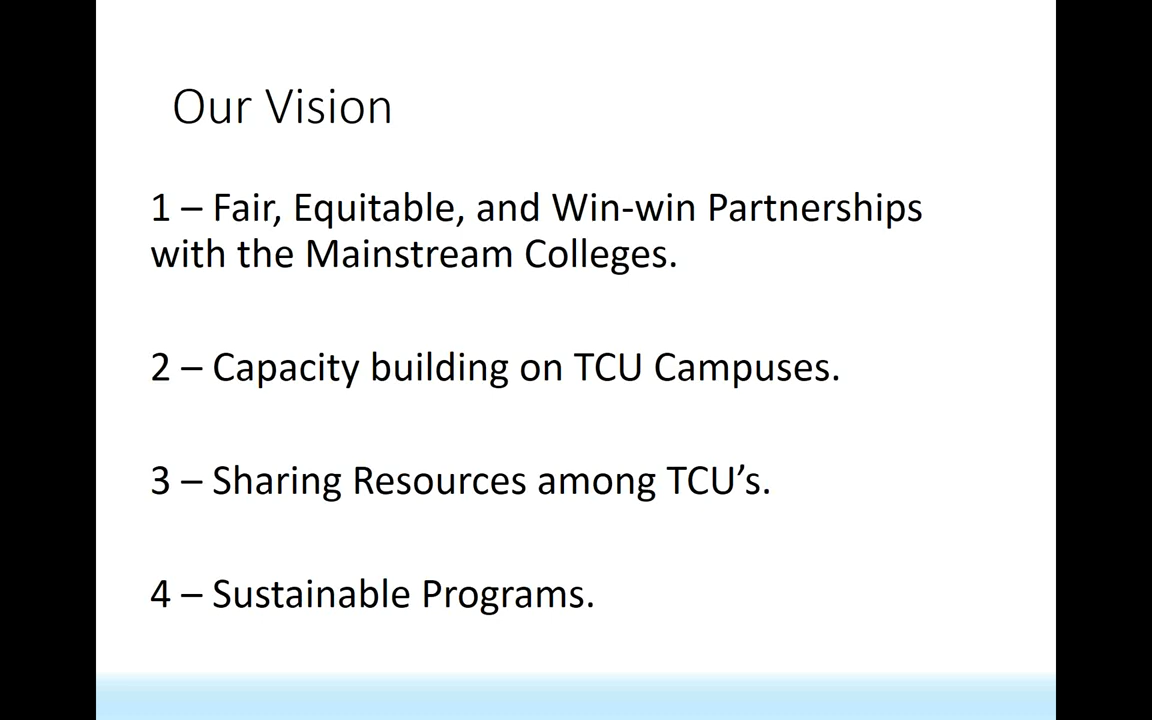 Our Vision
1 – Fair, Equitable, and Win-win Partnerships
with the Mainstream Colleges.
2 – Capacity building on TCU Campuses.
3 – Sharing Resources among TCU’s.
4 – Sustainable Programs.